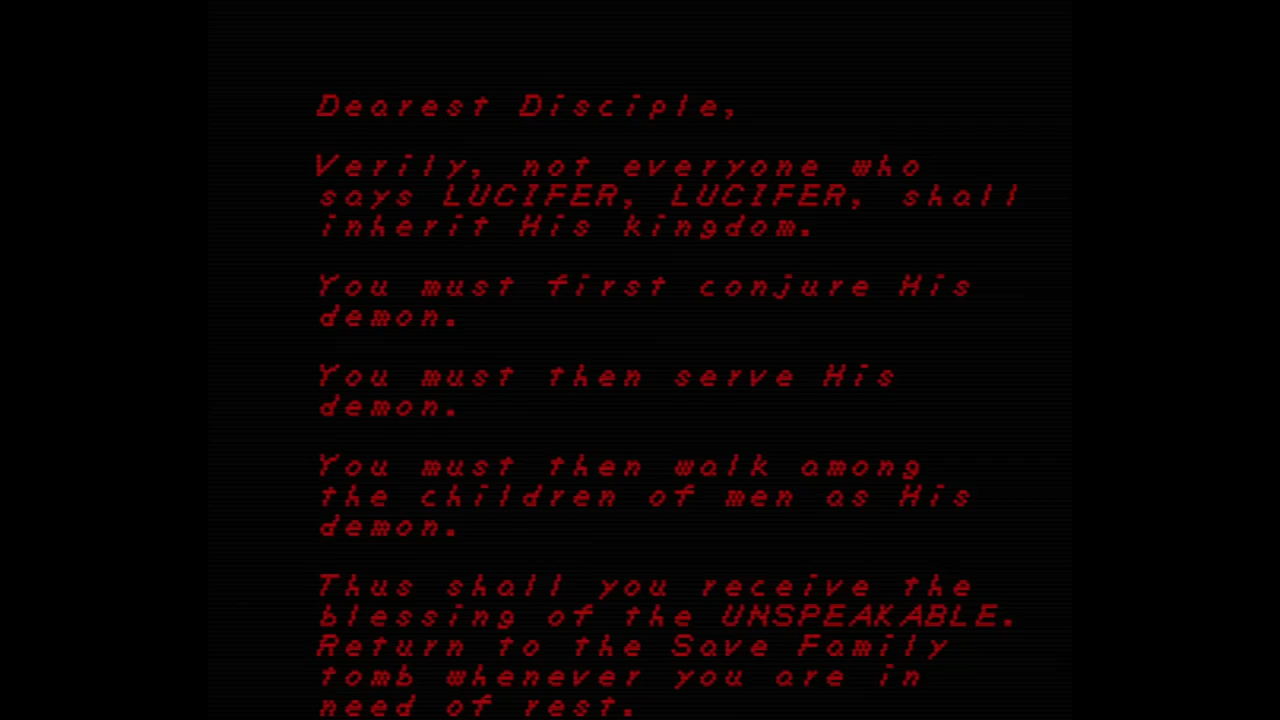 Dearest Disciple,
Verily, not everyone who
says LUCIFER, LUCIFER, shall
inherit His kingdom.
You must first conjure His
demon.
You must then serve His
demon.
You must then walk among
the children of men as His
demon.
Thus shall you receive the
blessing of the UNSPEAKABLE.
Return to the Save Family
tomb whenever you are in
need of rest.